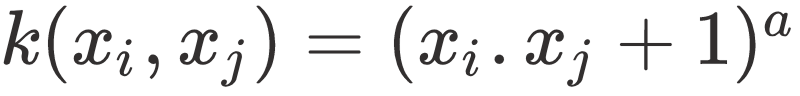 k(x_i, x_j) = (x_i . x_j + 1)^a